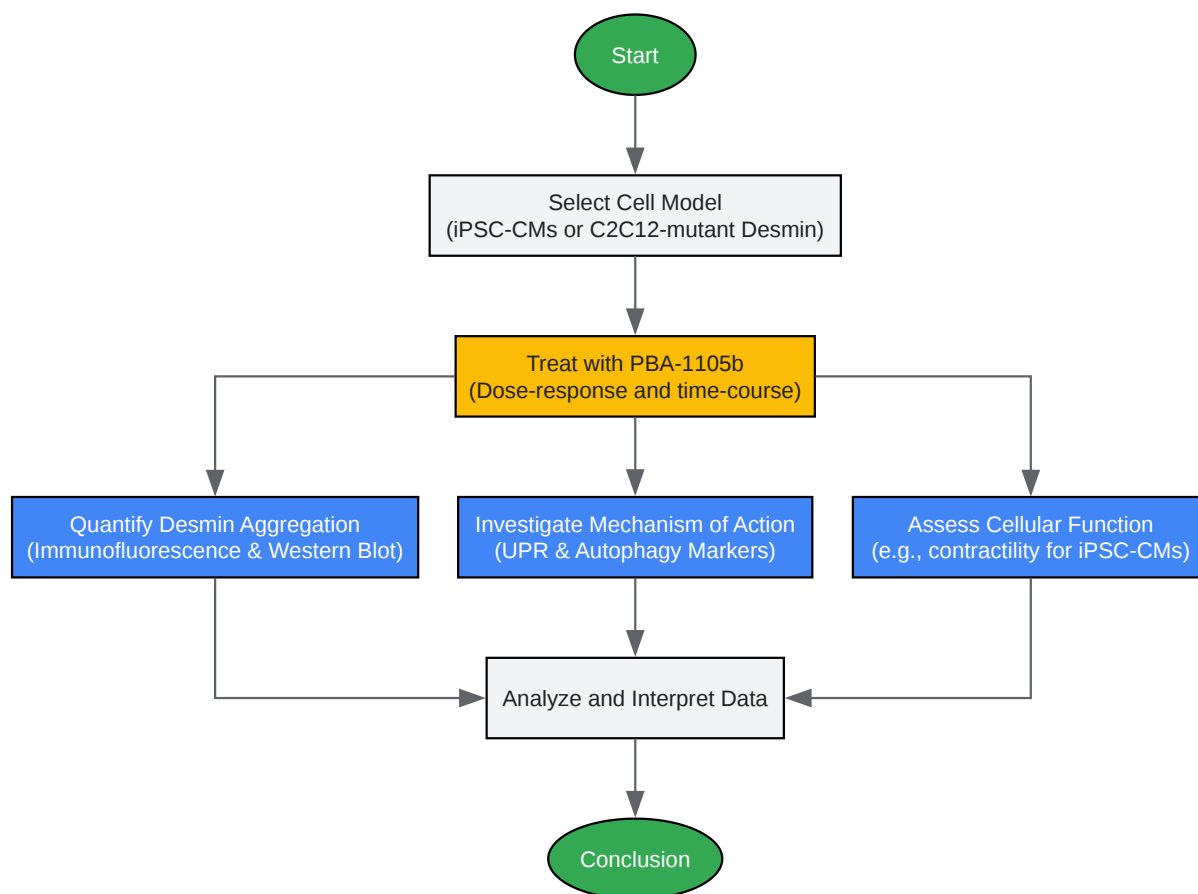 Start
Select Cell Model
(iPSC-CMs or C2C12-mutant Desmin)
Treat with PBA-1105b
(Dose-response and time-course)
Quantify Desmin Aggregation
(Immunofluorescence & Western Blot)
Investigate Mechanism of Action
(UPR & Autophagy Markers)
Assess Cellular Function
(e.g., contractility for iPSC-CMs)
Analyze and Interpret Data
Conclusion